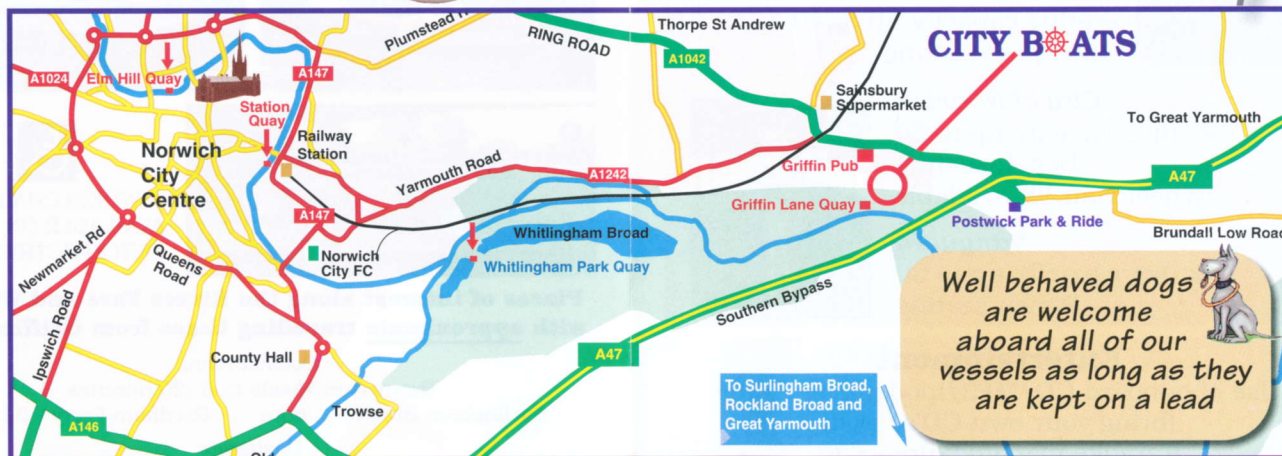 Plumstead
RING ROAD
Thorpe St Andrew
CITY BOATS
A1042
A1024
Elm Hill Quay
A147
Station
Quay
Railway
Station
Sainsbury
Supermarket
To Great Yarmouth
Norwich
City
Centre
Yarmouth Road
A1242
Griffin Pub
A47
Griffin Lane Quay
Postwick Park & Ride
A147
Whitlingham Broad
Brundall Low Road
Newmarket Rd
Queens
Road
Norwich
City FC
Whitlingham Park Quay
Ipswich Road
Southern Bypass
County Hall
A47
Trowse
A146
To Surlingham Broad,
Rockland Broad and
Great Yarmouth
Well behaved dogs
are welcome
aboard all of our
vessels as long as they
are kept on a lead